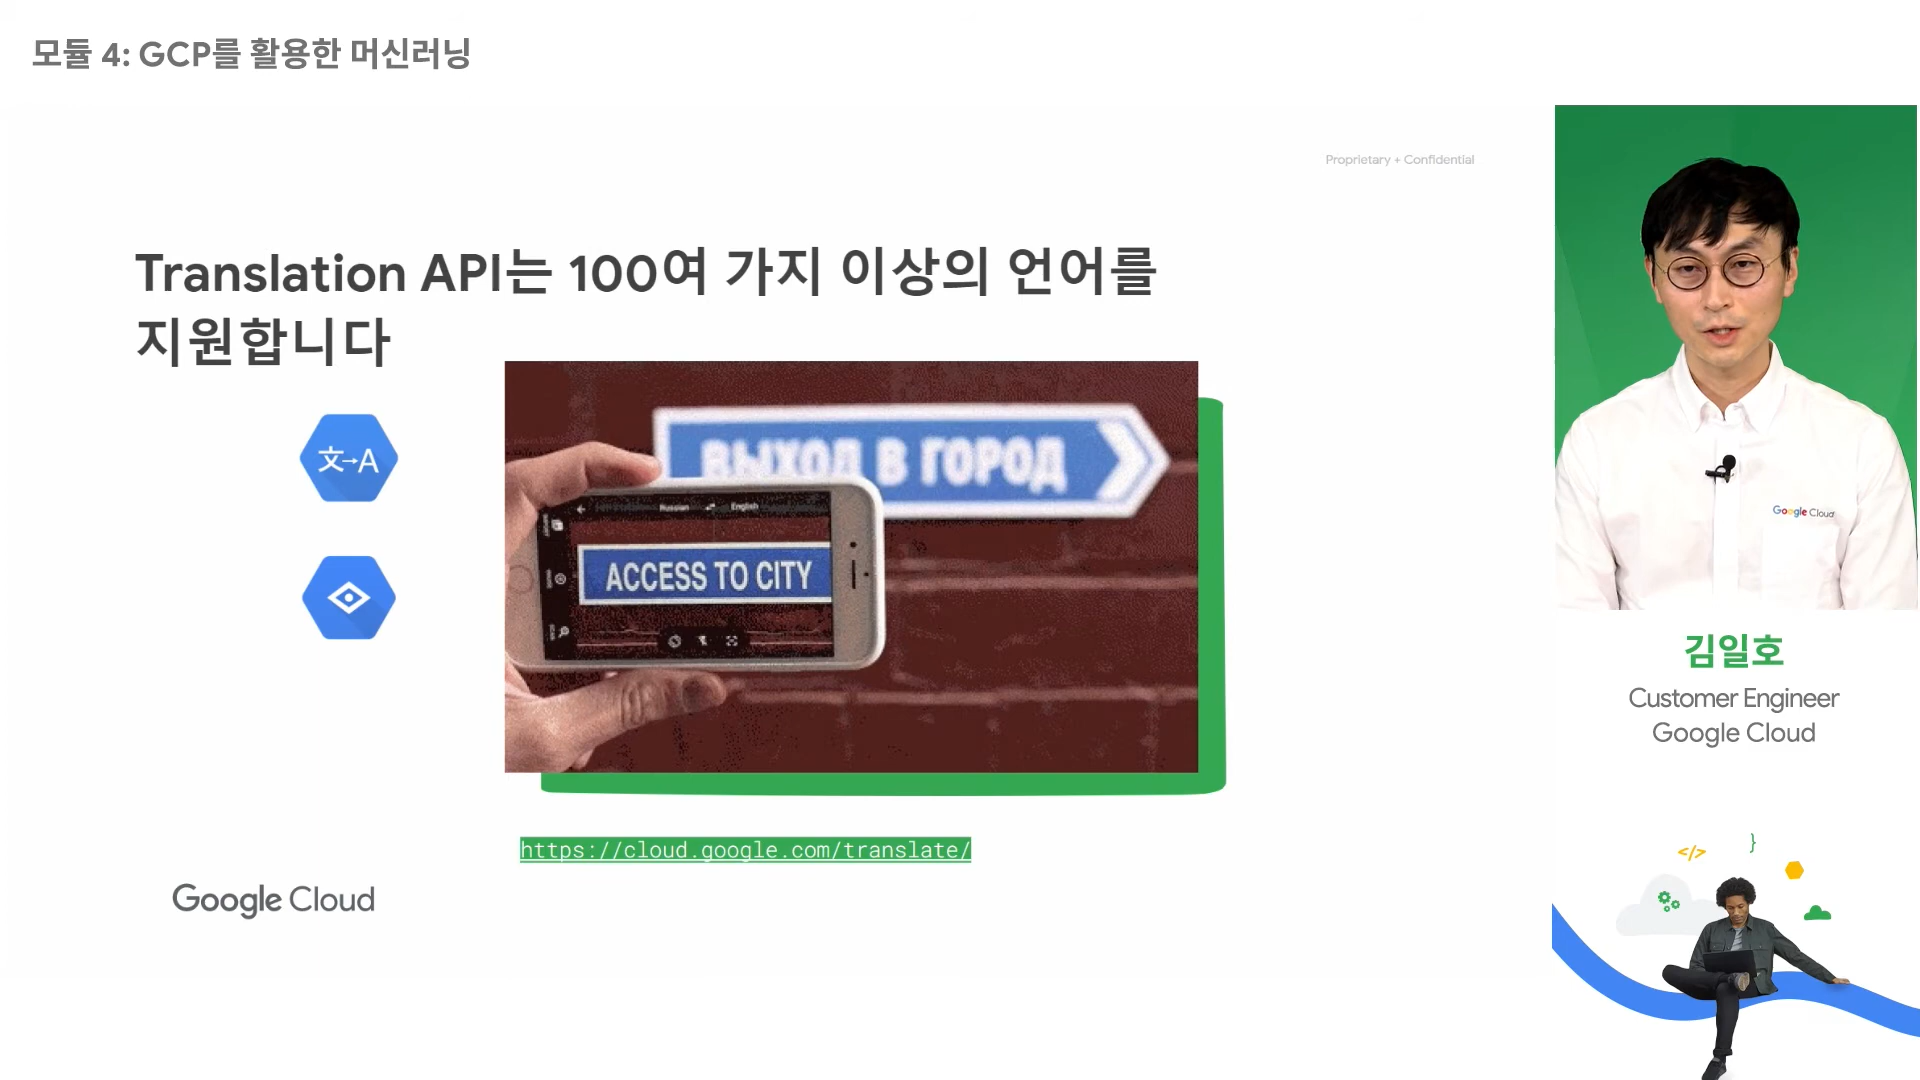 모듈 4: GCP를 활용한 머신러닝
Proprietary + Confidential
Translation API는 100여 가지 이상의 언어를
지원합니다
文→A
ВЫХОД В ГОРОД
Russian
English
ACCESS TO CITY
https://cloud.google.com/translate/
Google Cloud
Google Cloud
김일호
Customer Engineer
Google Cloud
</>
}